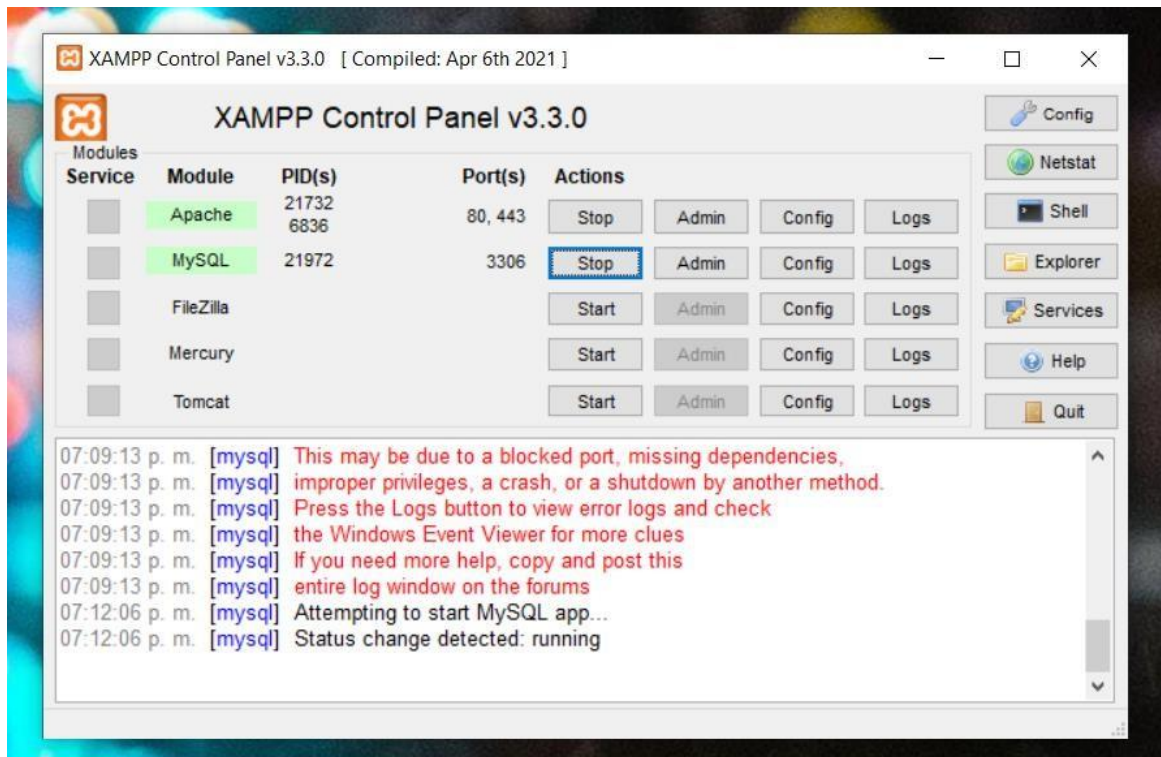 XAMPP Control Panel v3.3.0 [ Compiled: Apr 6th 2021 ]
XAMPP Control Panel v3.3.0
Config
Modules
Netstat
Service Module PID(s) Port(s) Actions
Apache 21732 6836 80, 443 Stop Admin Config Logs
Shell
MySQL 21972 3306 Stop Admin Config Logs
Explorer
FileZilla Start Admin Config Logs
Services
Mercury Start Admin Config Logs
Help
Tomcat Start Admin Config Logs
Quit
07:09:13 p. m. [mysql] This may be due to a blocked port, missing dependencies,
07:09:13 p. m. [mysql] improper privileges, a crash, or a shutdown by another method.
07:09:13 p. m. [mysql] Press the Logs button to view error logs and check
07:09:13 p. m. [mysql] the Windows Event Viewer for more clues
07:09:13 p. m. [mysql] If you need more help, copy and post this
07:09:13 p. m. [mysql] entire log window on the forums
07:12:06 p. m. [mysql] Attempting to start MySQL app...
07:12:06 p. m. [mysql] Status change detected: running